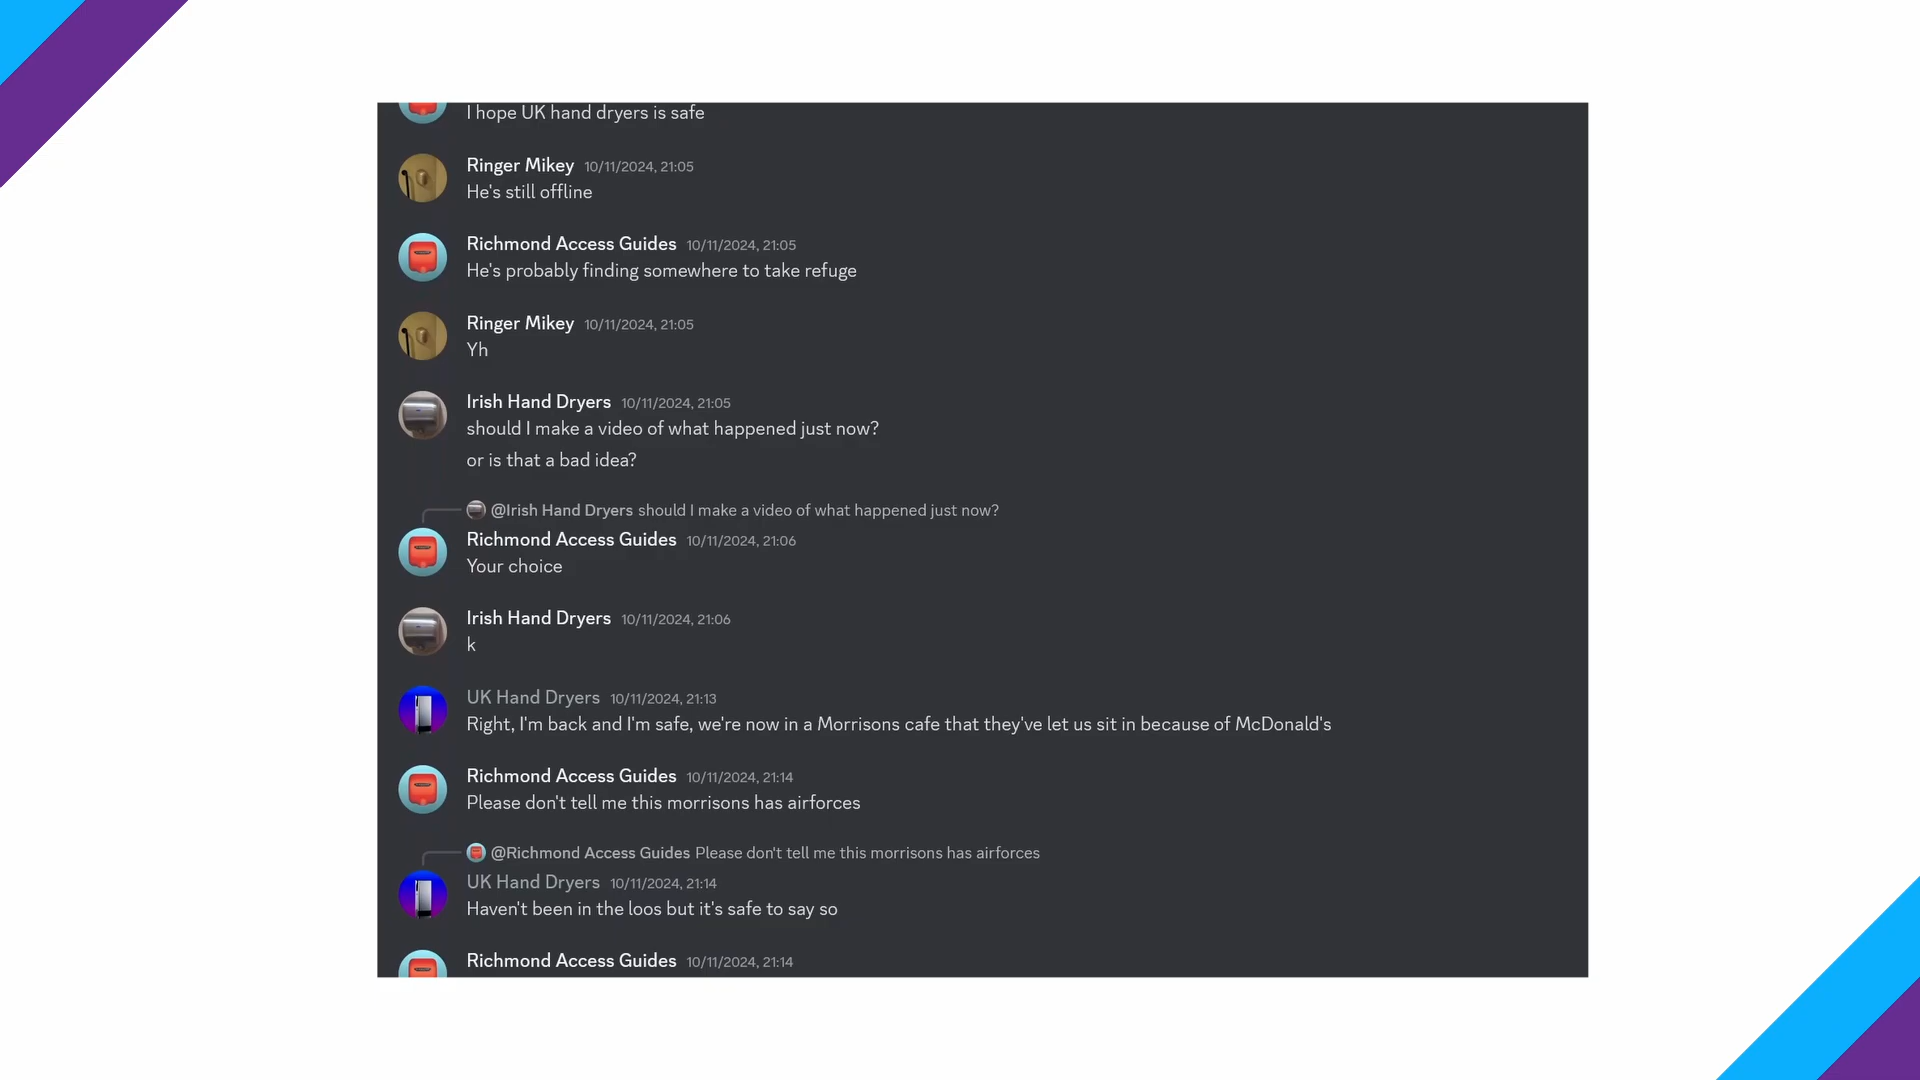 I hope UK hand dryers is safe
Ringer Mikey 10/11/2024, 21:05
He's still offline
Richmond Access Guides 10/11/2024, 21:05
He's probably finding somewhere to take refuge
Ringer Mikey 10/11/2024, 21:05
Yh
Irish Hand Dryers 10/11/2024, 21:05
should I make a video of what happened just now?
or is that a bad idea?
@Irish Hand Dryers should I make a video of what happened just now?
Richmond Access Guides 10/11/2024, 21:06
Your choice
Irish Hand Dryers 10/11/2024, 21:06
k
UK Hand Dryers 10/11/2024, 21:13
Right, I'm back and I'm safe, we're now in a Morrisons cafe that they've let us sit in because of McDonald's
Richmond Access Guides 10/11/2024, 21:14
Please don't tell me this morrisons has airforces
@Richmond Access Guides Please don't tell me this morrisons has airforces
UK Hand Dryers 10/11/2024, 21:14
Haven't been in the loos but it's safe to say so
Richmond Access Guides 10/11/2024, 21:14